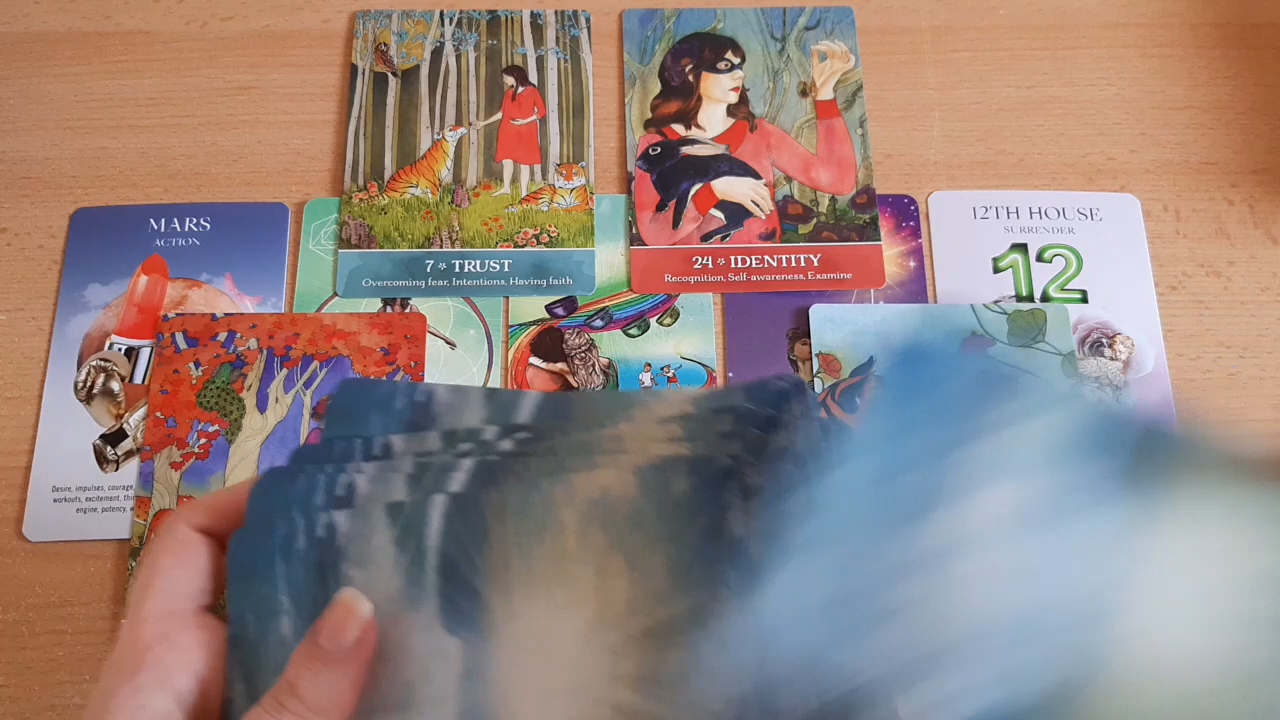 7 TRUST
Overcoming fear, Intentions, Having faith
24 IDENTITY
Recognition, Self-awareness, Examine
MARS
ACTION
12TH HOUSE
SURRENDER
12
Desire, impulses, courage,
workouts, excitement,
engine, potency,